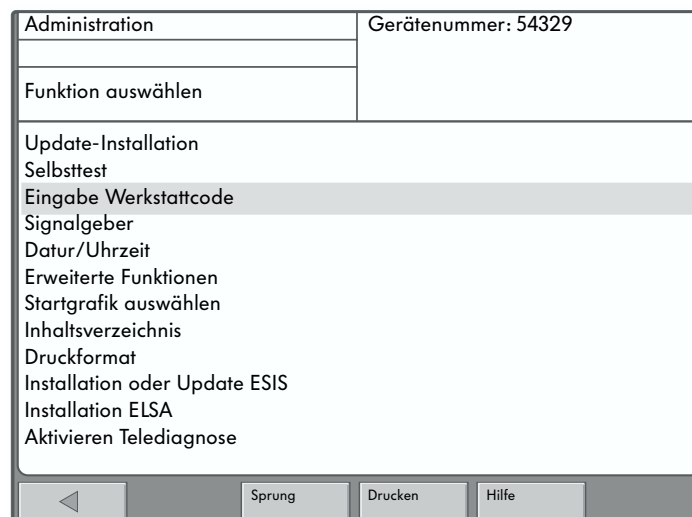 Administration
Gerätenummer: 54329
Funktion auswählen
Update-Installation
Selbsttest
Eingabe Werkstattcode
Signalgeber
Datur/Uhrzeit
Erweiterte Funktionen
Startgrafik auswählen
Inhaltsverzeichnis
Druckformat
Installation oder Update ESIS
Installation ELSA
Aktivieren Telediagnose
Sprung
Drucken
Hilfe